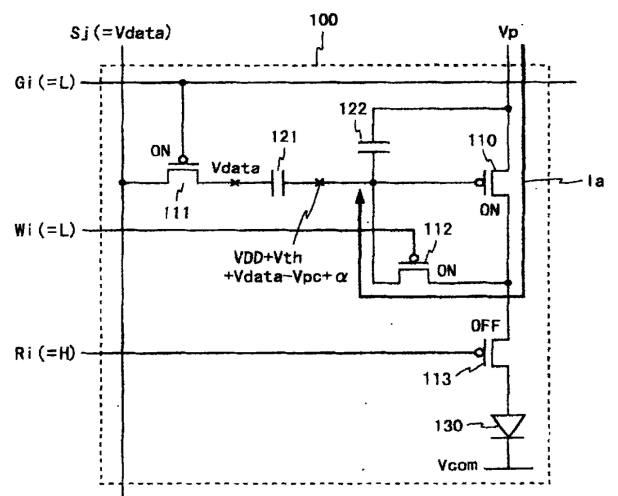 100
Sj(=Vdata)
Vp
Gi(=L)
122
110
ON
Vdata
121
Ia
111
ON
Wi(=L)
112
VDD+Vth
+Vdata-Vpc+α
ON
OFF
Ri(=H)
113
130
Vcom